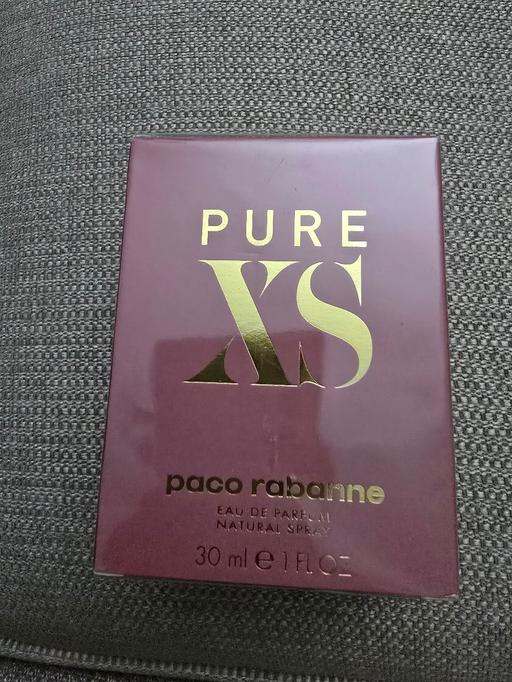 PURE
XS
paco rabanne
EAU DE PARFUM
NATURAL SPRAY
30 ml ℮ 1 FL OZ